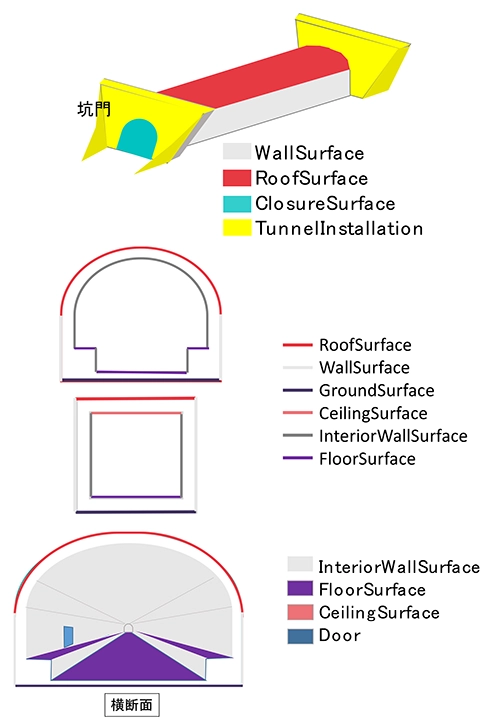 坑門
WallSurface
RoofSurface
ClosureSurface
TunnelInstallation
RoofSurface
WallSurface
GroundSurface
CeilingSurface
InteriorWallSurface
FloorSurface
InteriorWallSurface
FloorSurface
CeilingSurface
Door
横断面